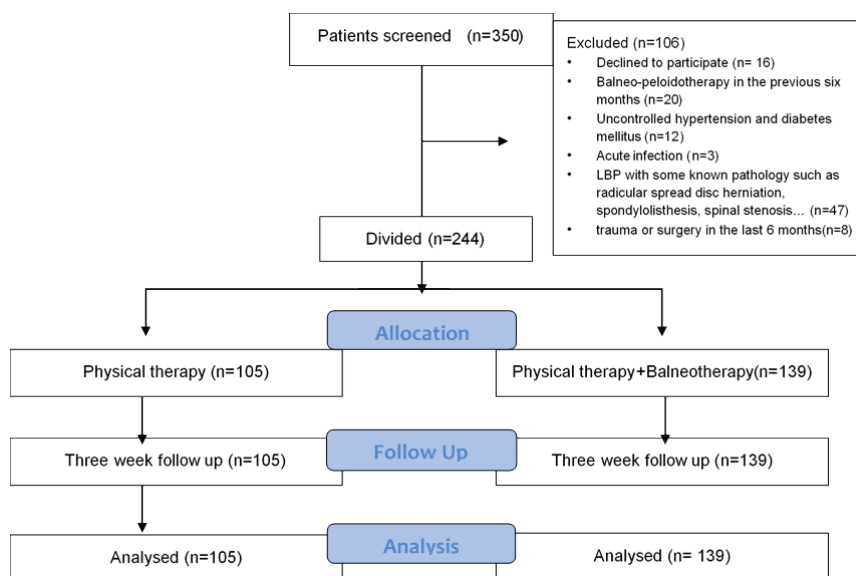 Patients screened (n=350)
Excluded (n=106)
• Declined to participate (n= 16)
• Balneo-peloidotherapy in the previous six
months (n=20)
• Uncontrolled hypertension and diabetes
mellitus (n=12)
• Acute infection (n=3)
• LBP with some known pathology such as
radicular spread disc herniation,
spondylolisthesis, spinal stenosis... (n=47)
• trauma or surgery in the last 6 months(n=8)
Divided (n=244)
Allocation
Physical therapy (n=105)
Physical therapy+Balneotherapy(n=139)
Follow Up
Three week follow up (n=105)
Three week follow up (n=139)
Analysis
Analysed (n=105)
Analysed (n= 139)